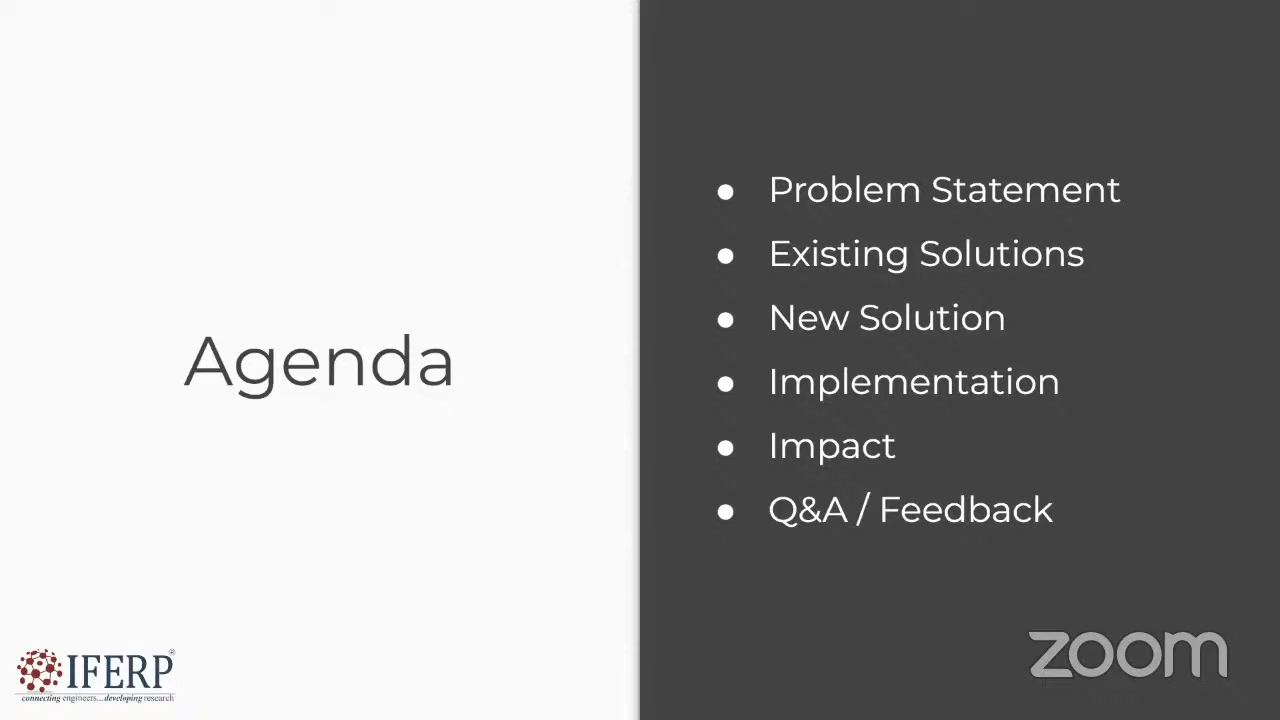 Agenda
● Problem Statement
● Existing Solutions
● New Solution
● Implementation
● Impact
● Q&A / Feedback
IFERP®
connecting engineers...developing research
zoom